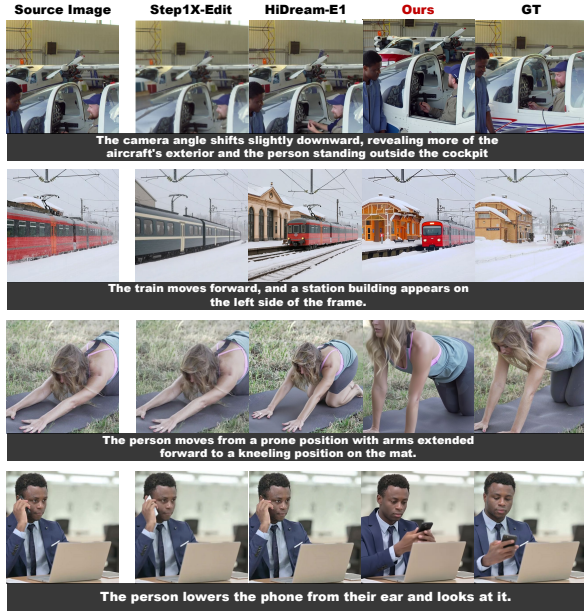 Source Image Step1X-Edit HiDream-E1 Ours GT
The camera angle shifts slightly downward, revealing more of the
aircraft's exterior and the person standing outside the cockpit
The train moves forward, and a station building appears on
the left side of the frame.
The person moves from a prone position with arms extended
forward to a kneeling position on the mat.
The person lowers the phone from their ear and looks at it.